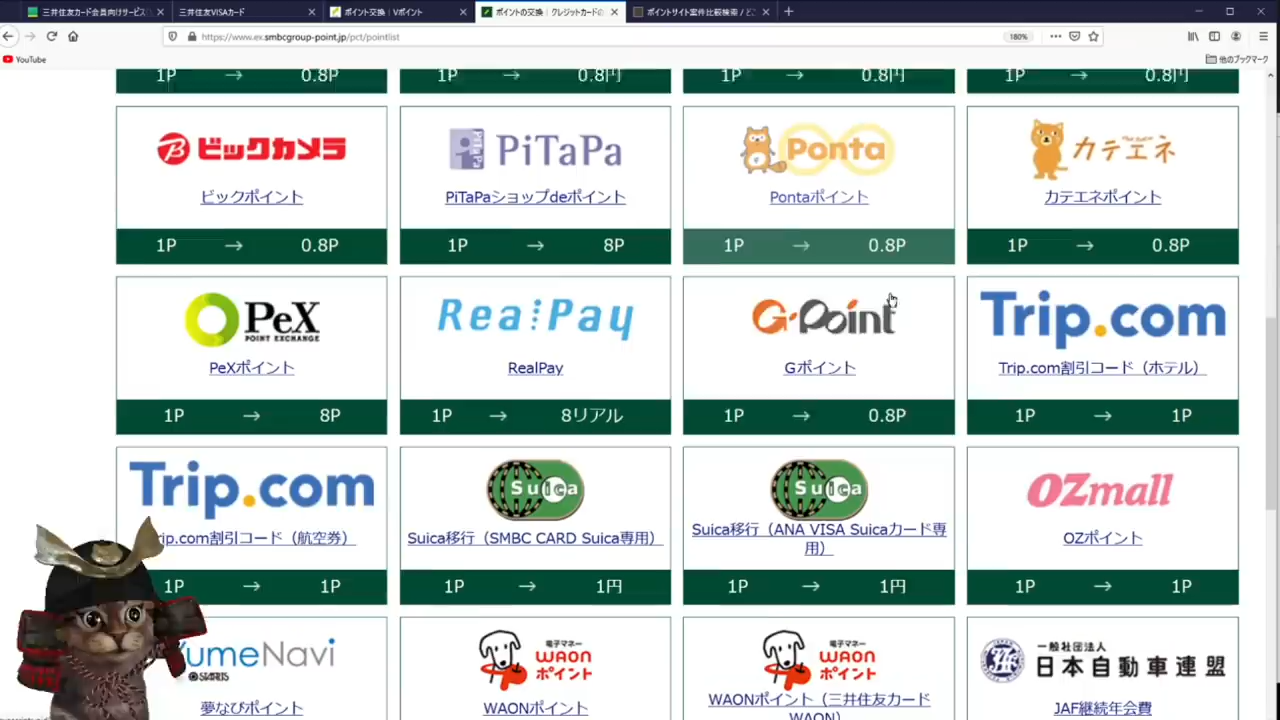 三井住友カード会員向けサービス
三井住友VISAカード
ポイント交換｜Vポイント
ポイントの交換｜クレジットカードの
ポイントサイト案件比較検索 / どこ
https://www.ex.smbcgroup-point.jp/pct/pointlist
180%
YouTube
他のブックマーク
1P → 0.8P
1P → 0.8円
1P → 0.8円
1P → 0.8円
ビックカメラ
ビックポイント
1P → 0.8P
PiTaPa
PiTaPaショップdeポイント
1P → 8P
Ponta
Pontaポイント
1P → 0.8P
カテエネ
カテエネポイント
1P → 0.8P
PeX
POINT EXCHANGE
PeXポイント
1P → 8P
RealPay
RealPay
1P → 8リアル
G-Point
Gポイント
1P → 0.8P
Trip.com
Trip.com割引コード（ホテル）
1P → 1P
Trip.com
rip.com割引コード（航空券）
1P → 1P
Suica
Suica移行（SMBC CARD Suica専用）
1P → 1円
Suica
Suica移行（ANA VISA Suicaカード専
用）
1P → 1円
OZmall
OZポイント
1P → 1P
YumeNavi
STARTS
夢なびポイント
電子マネー
WAON
ポイント
WAONポイント
電子マネー
WAON
ポイント
WAONポイント（三井住友カード
WAON）
一般社団法人
日本自動車連盟
JAF継続年会費